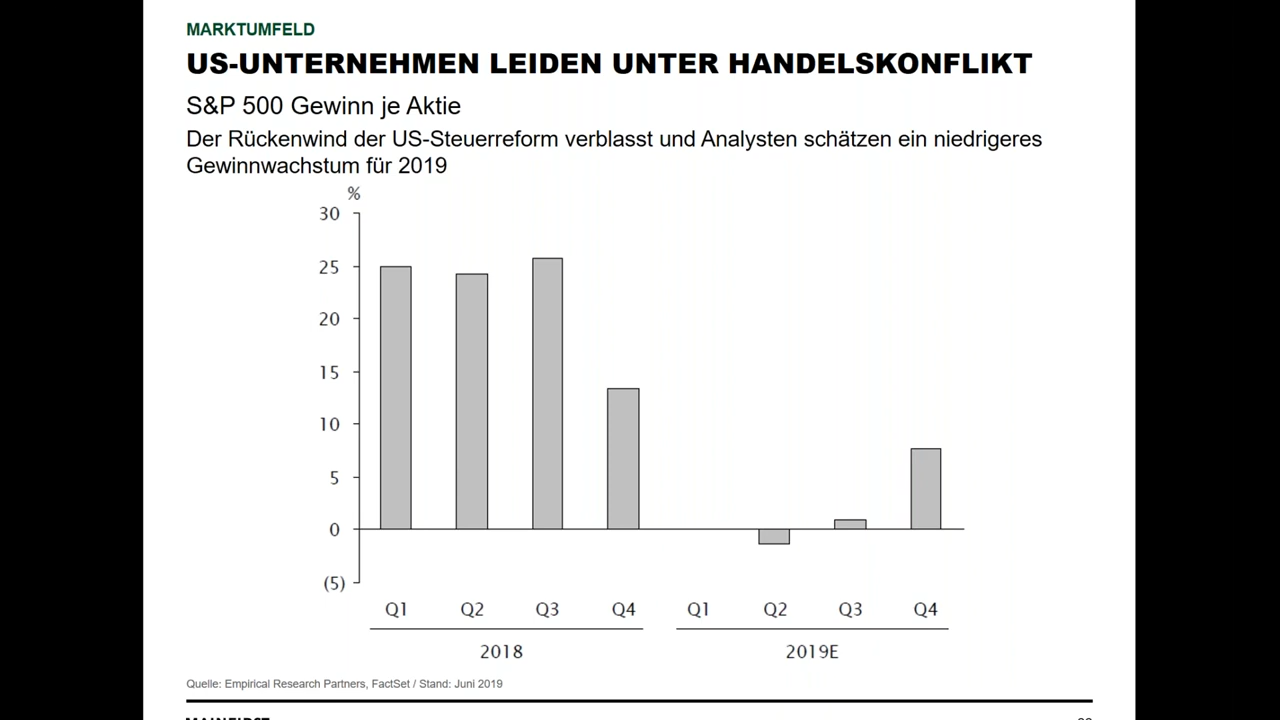 MARKTUMFELD
US-UNTERNEHMEN LEIDEN UNTER HANDELSKONFLIKT
S&P 500 Gewinn je Aktie
Der Rückenwind der US-Steuerreform verblasst und Analysten schätzen ein niedrigeres
Gewinnwachstum für 2019
%
30
25
20
15
10
5
0
(5)
Q1 Q2 Q3 Q4 Q1 Q2 Q3 Q4
2018 2019E
Quelle: Empirical Research Partners, FactSet / Stand: Juni 2019
MAINFIRST